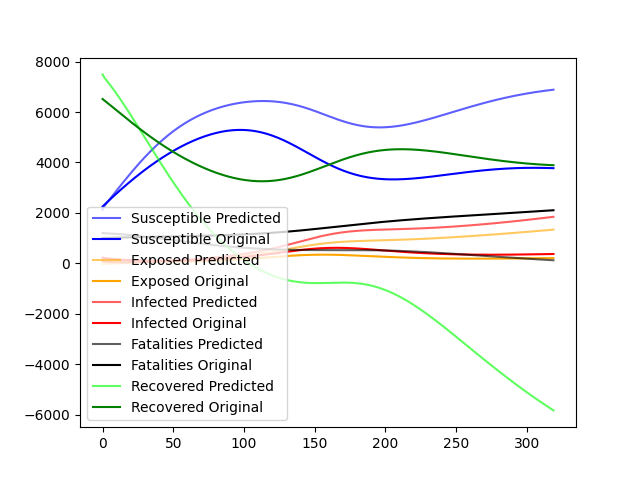 8000
6000
4000
2000
0
−2000
−4000
−6000
Susceptible Predicted
Susceptible Original
Exposed Predicted
Exposed Original
Infected Predicted
Infected Original
Fatalities Predicted
Fatalities Original
Recovered Predicted
Recovered Original
0 50 100 150 200 250 300